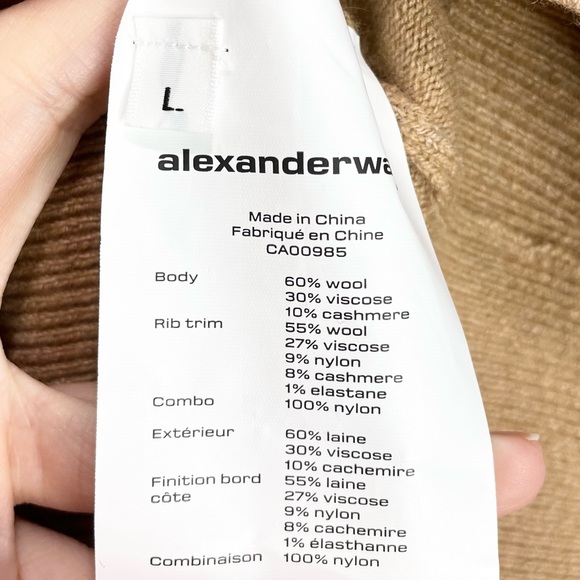 L
alexanderwa
Made in China
Fabriqué en Chine
CA00985
Body 60% wool
30% viscose
10% cashmere
Rib trim 55% wool
27% viscose
9% nylon
8% cashmere
1% elastane
Combo 100% nylon
Extérieur 60% laine
30% viscose
10% cachemire
Finition bord 55% laine
côte 27% viscose
9% nylon
8% cachemire
1% élasthanne
Combinaison 100% nylon